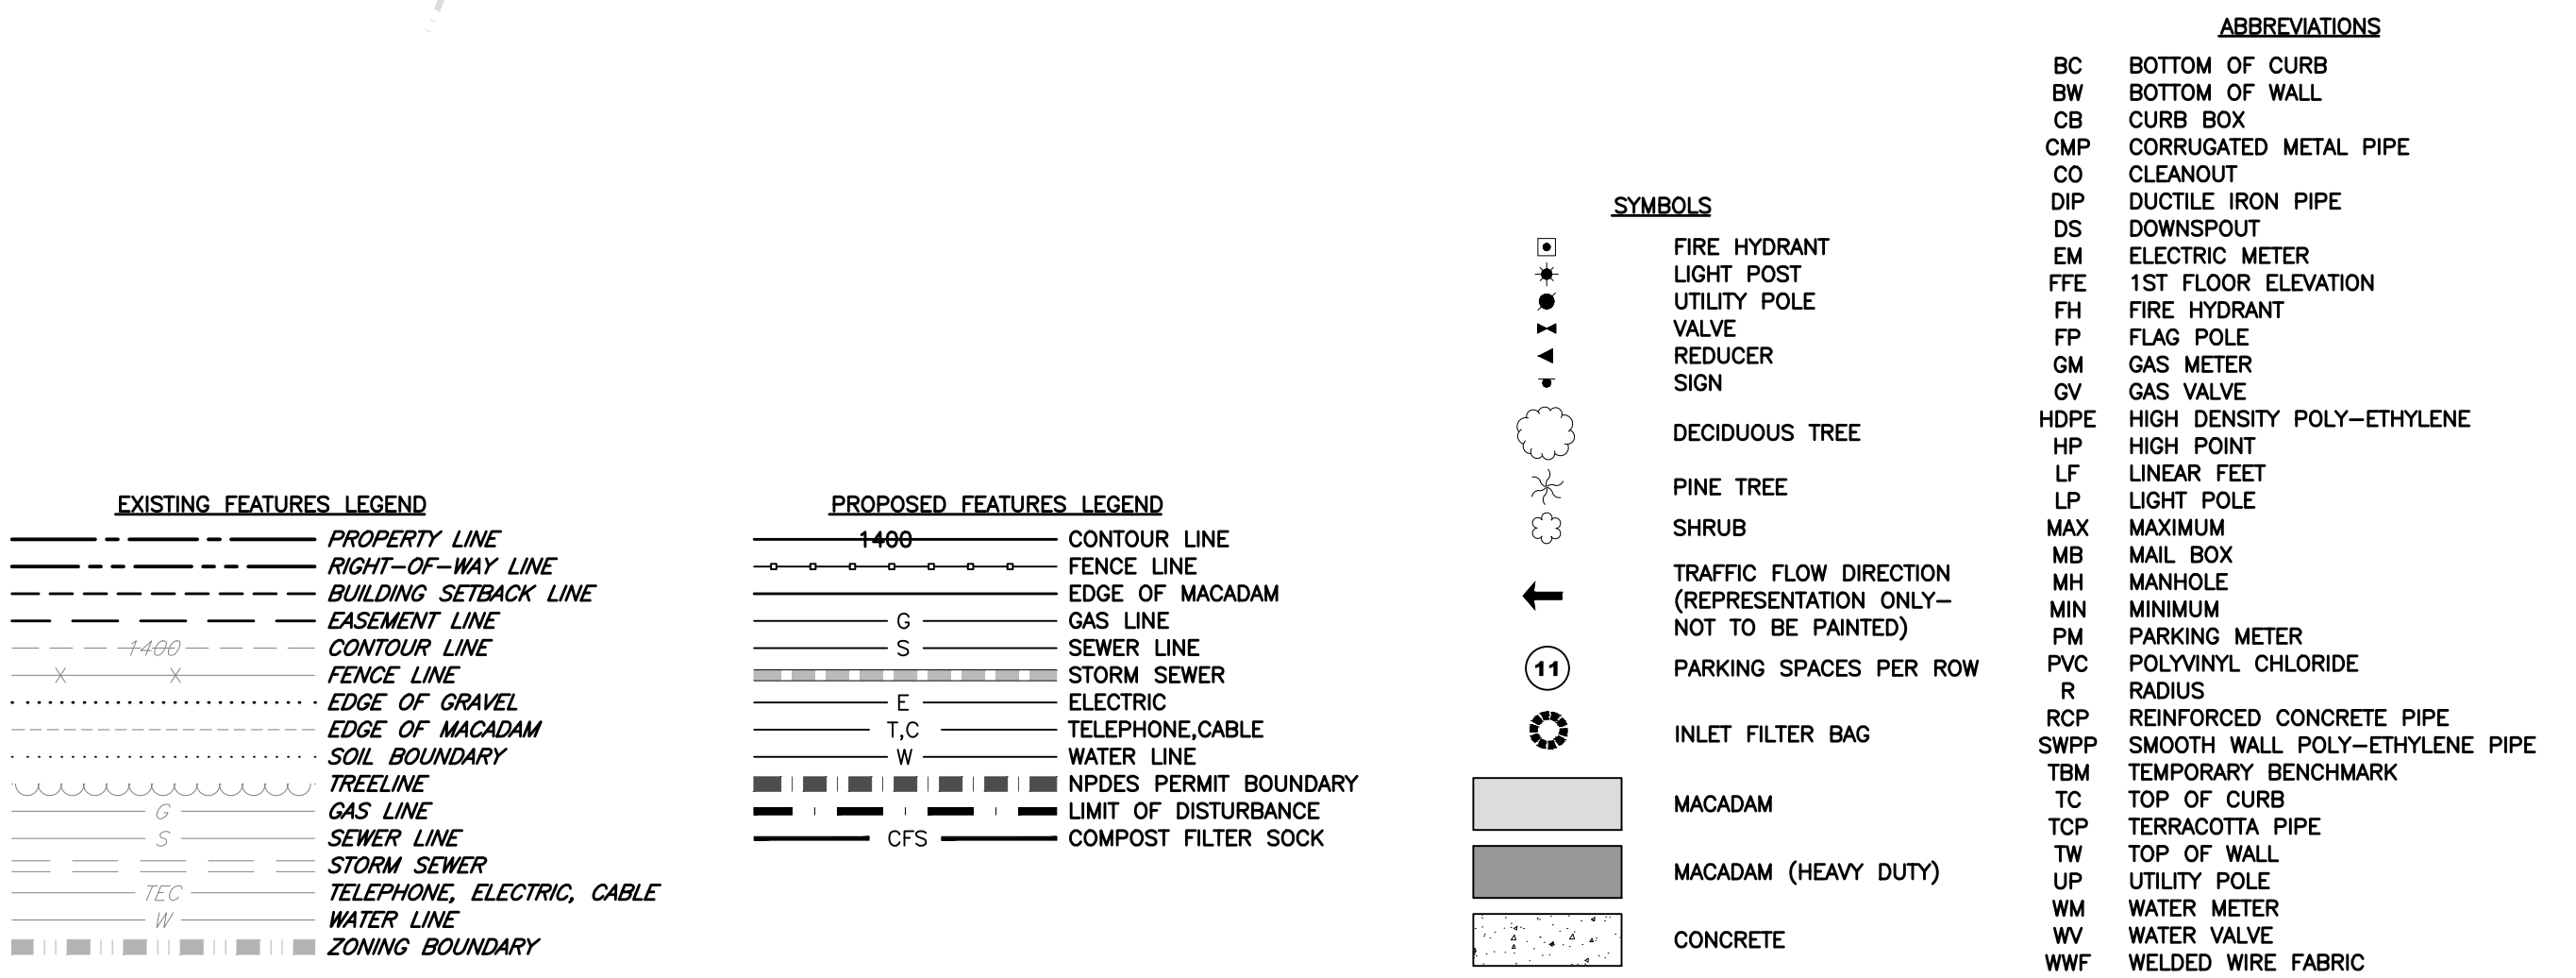 EXISTING FEATURES LEGEND
PROPERTY LINE
RIGHT-OF-WAY LINE
BUILDING SETBACK LINE
EASEMENT LINE
1400 CONTOUR LINE
X X FENCE LINE
EDGE OF GRAVEL
EDGE OF MACADAM
SOIL BOUNDARY
TREELINE
G GAS LINE
S SEWER LINE
STORM SEWER
TEC TELEPHONE, ELECTRIC, CABLE
W WATER LINE
ZONING BOUNDARY
PROPOSED FEATURES LEGEND
1400 CONTOUR LINE
FENCE LINE
EDGE OF MACADAM
G GAS LINE
S SEWER LINE
STORM SEWER
E ELECTRIC
T,C TELEPHONE,CABLE
W WATER LINE
NPDES PERMIT BOUNDARY
LIMIT OF DISTURBANCE
CFS COMPOST FILTER SOCK
SYMBOLS
FIRE HYDRANT
LIGHT POST
UTILITY POLE
VALVE
REDUCER
SIGN
DECIDUOUS TREE
PINE TREE
SHRUB
TRAFFIC FLOW DIRECTION
(REPRESENTATION ONLY-
NOT TO BE PAINTED)
11 PARKING SPACES PER ROW
INLET FILTER BAG
MACADAM
MACADAM (HEAVY DUTY)
CONCRETE
ABBREVIATIONS
BC BOTTOM OF CURB
BW BOTTOM OF WALL
CB CURB BOX
CMP CORRUGATED METAL PIPE
CO CLEANOUT
DIP DUCTILE IRON PIPE
DS DOWNSPOUT
EM ELECTRIC METER
FFE 1ST FLOOR ELEVATION
FH FIRE HYDRANT
FP FLAG POLE
GM GAS METER
GV GAS VALVE
HDPE HIGH DENSITY POLY-ETHYLENE
HP HIGH POINT
LF LINEAR FEET
LP LIGHT POLE
MAX MAXIMUM
MB MAIL BOX
MH MANHOLE
MIN MINIMUM
PM PARKING METER
PVC POLYVINYL CHLORIDE
R RADIUS
RCP REINFORCED CONCRETE PIPE
SWPP SMOOTH WALL POLY-ETHYLENE PIPE
TBM TEMPORARY BENCHMARK
TC TOP OF CURB
TCP TERRACOTTA PIPE
TW TOP OF WALL
UP UTILITY POLE
WM WATER METER
WV WATER VALVE
WWF WELDED WIRE FABRIC